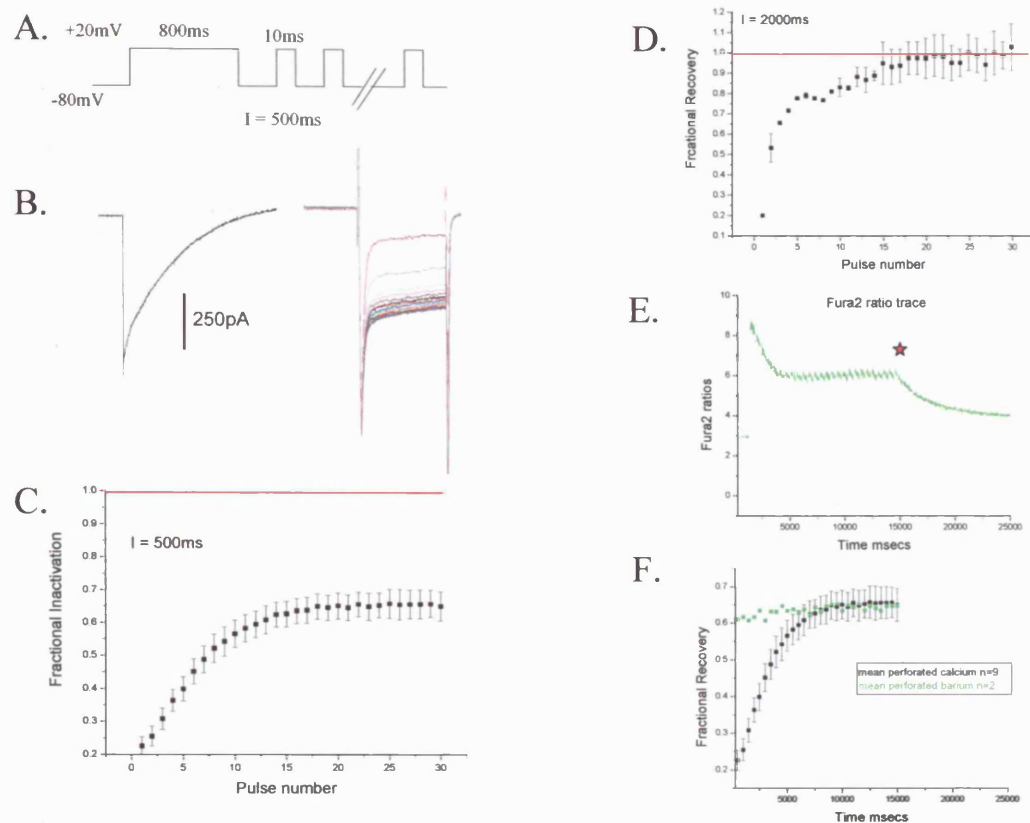 A.
+20mV
800ms
10ms
-80mV
I = 500ms
B.
250pA
C.
Fractional Inactivation
1.0
0.9
0.8
0.7
0.6
0.5
0.4
0.3
0.2
I = 500ms
0
5
10
15
20
25
30
Pulse number
D.
I = 2000ms
Frcational Recovery
1.2
1.1
1.0
0.9
0.8
0.7
0.6
0.5
0.4
0.3
0.2
0.1
0
5
10
15
20
25
30
Pulse number
E.
Fura2 ratio trace
Fura2 ratios
10
8
6
4
2
0
5000
10000
15000
20000
25000
Time msecs
F.
Fractional Recovery
0.7
0.6
0.5
0.4
0.3
0.2
mean perforated calcium n=9
mean perforated barium n=2
5000
10000
15000
20000
25000
Time msecs